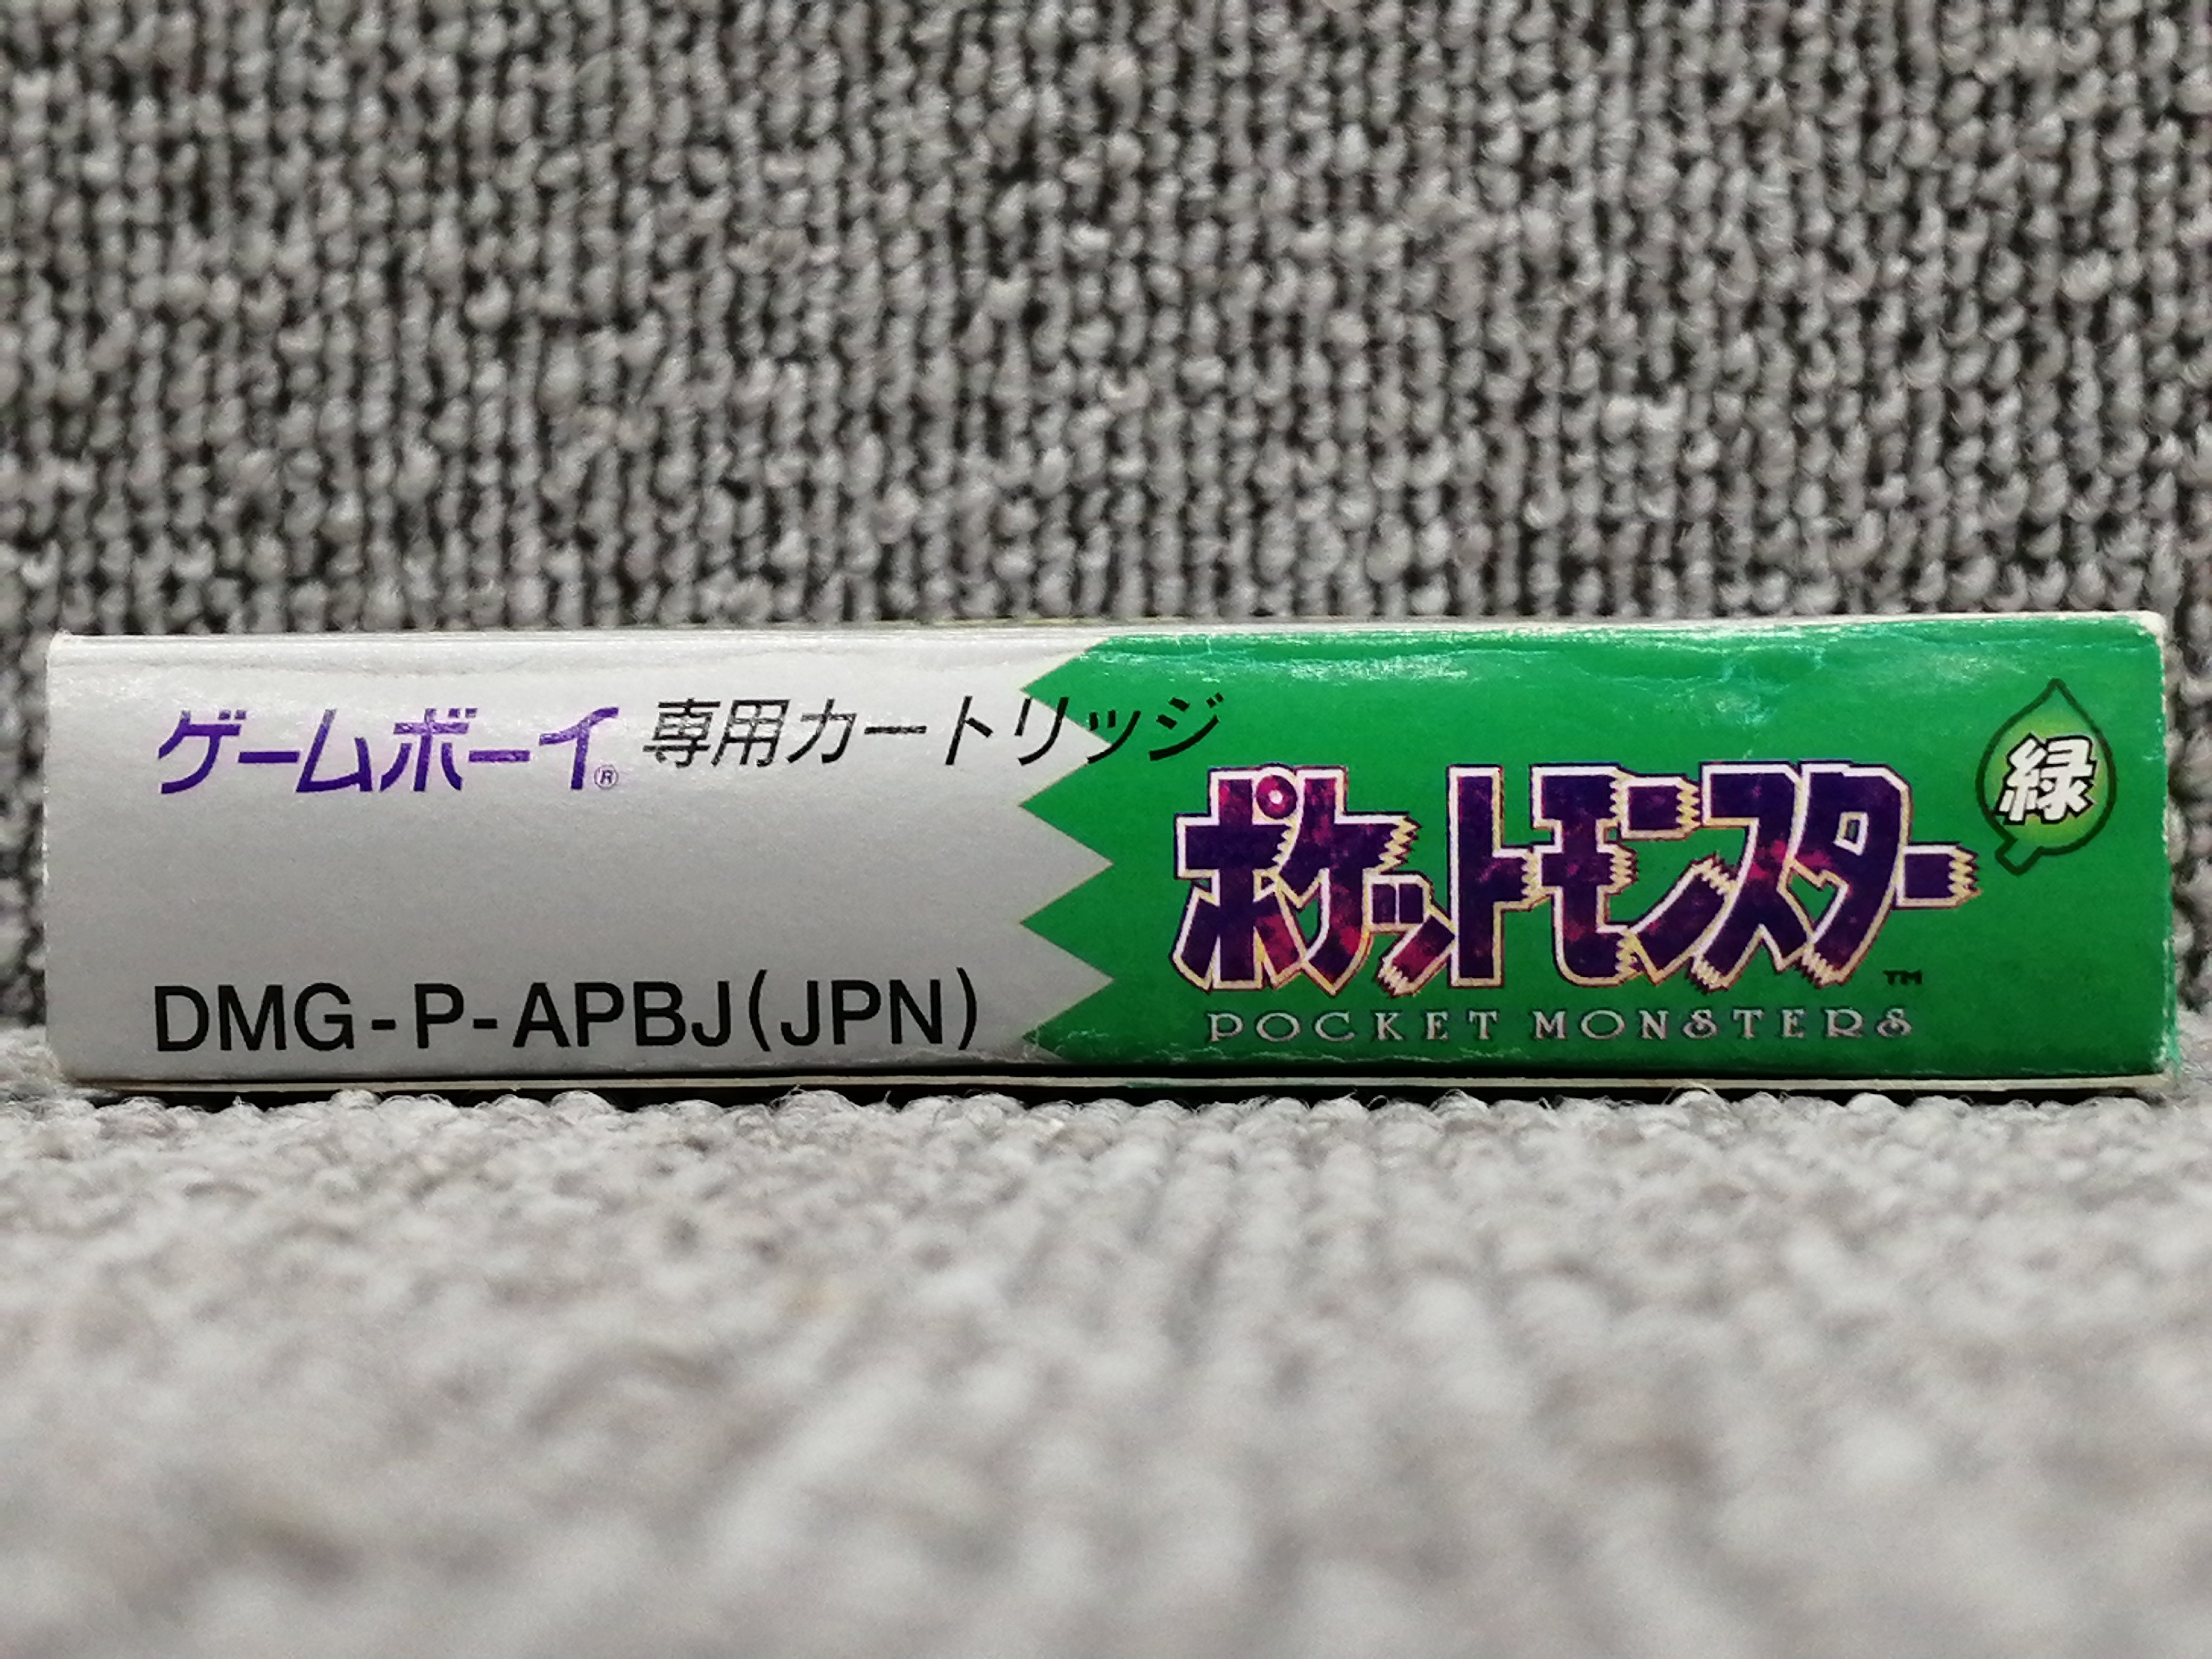 ゲームボーイ® 専用カートリッジ
DMG-P-APBJ(JPN)
緑
ポケットモンスター™
POCKET MONSTERS